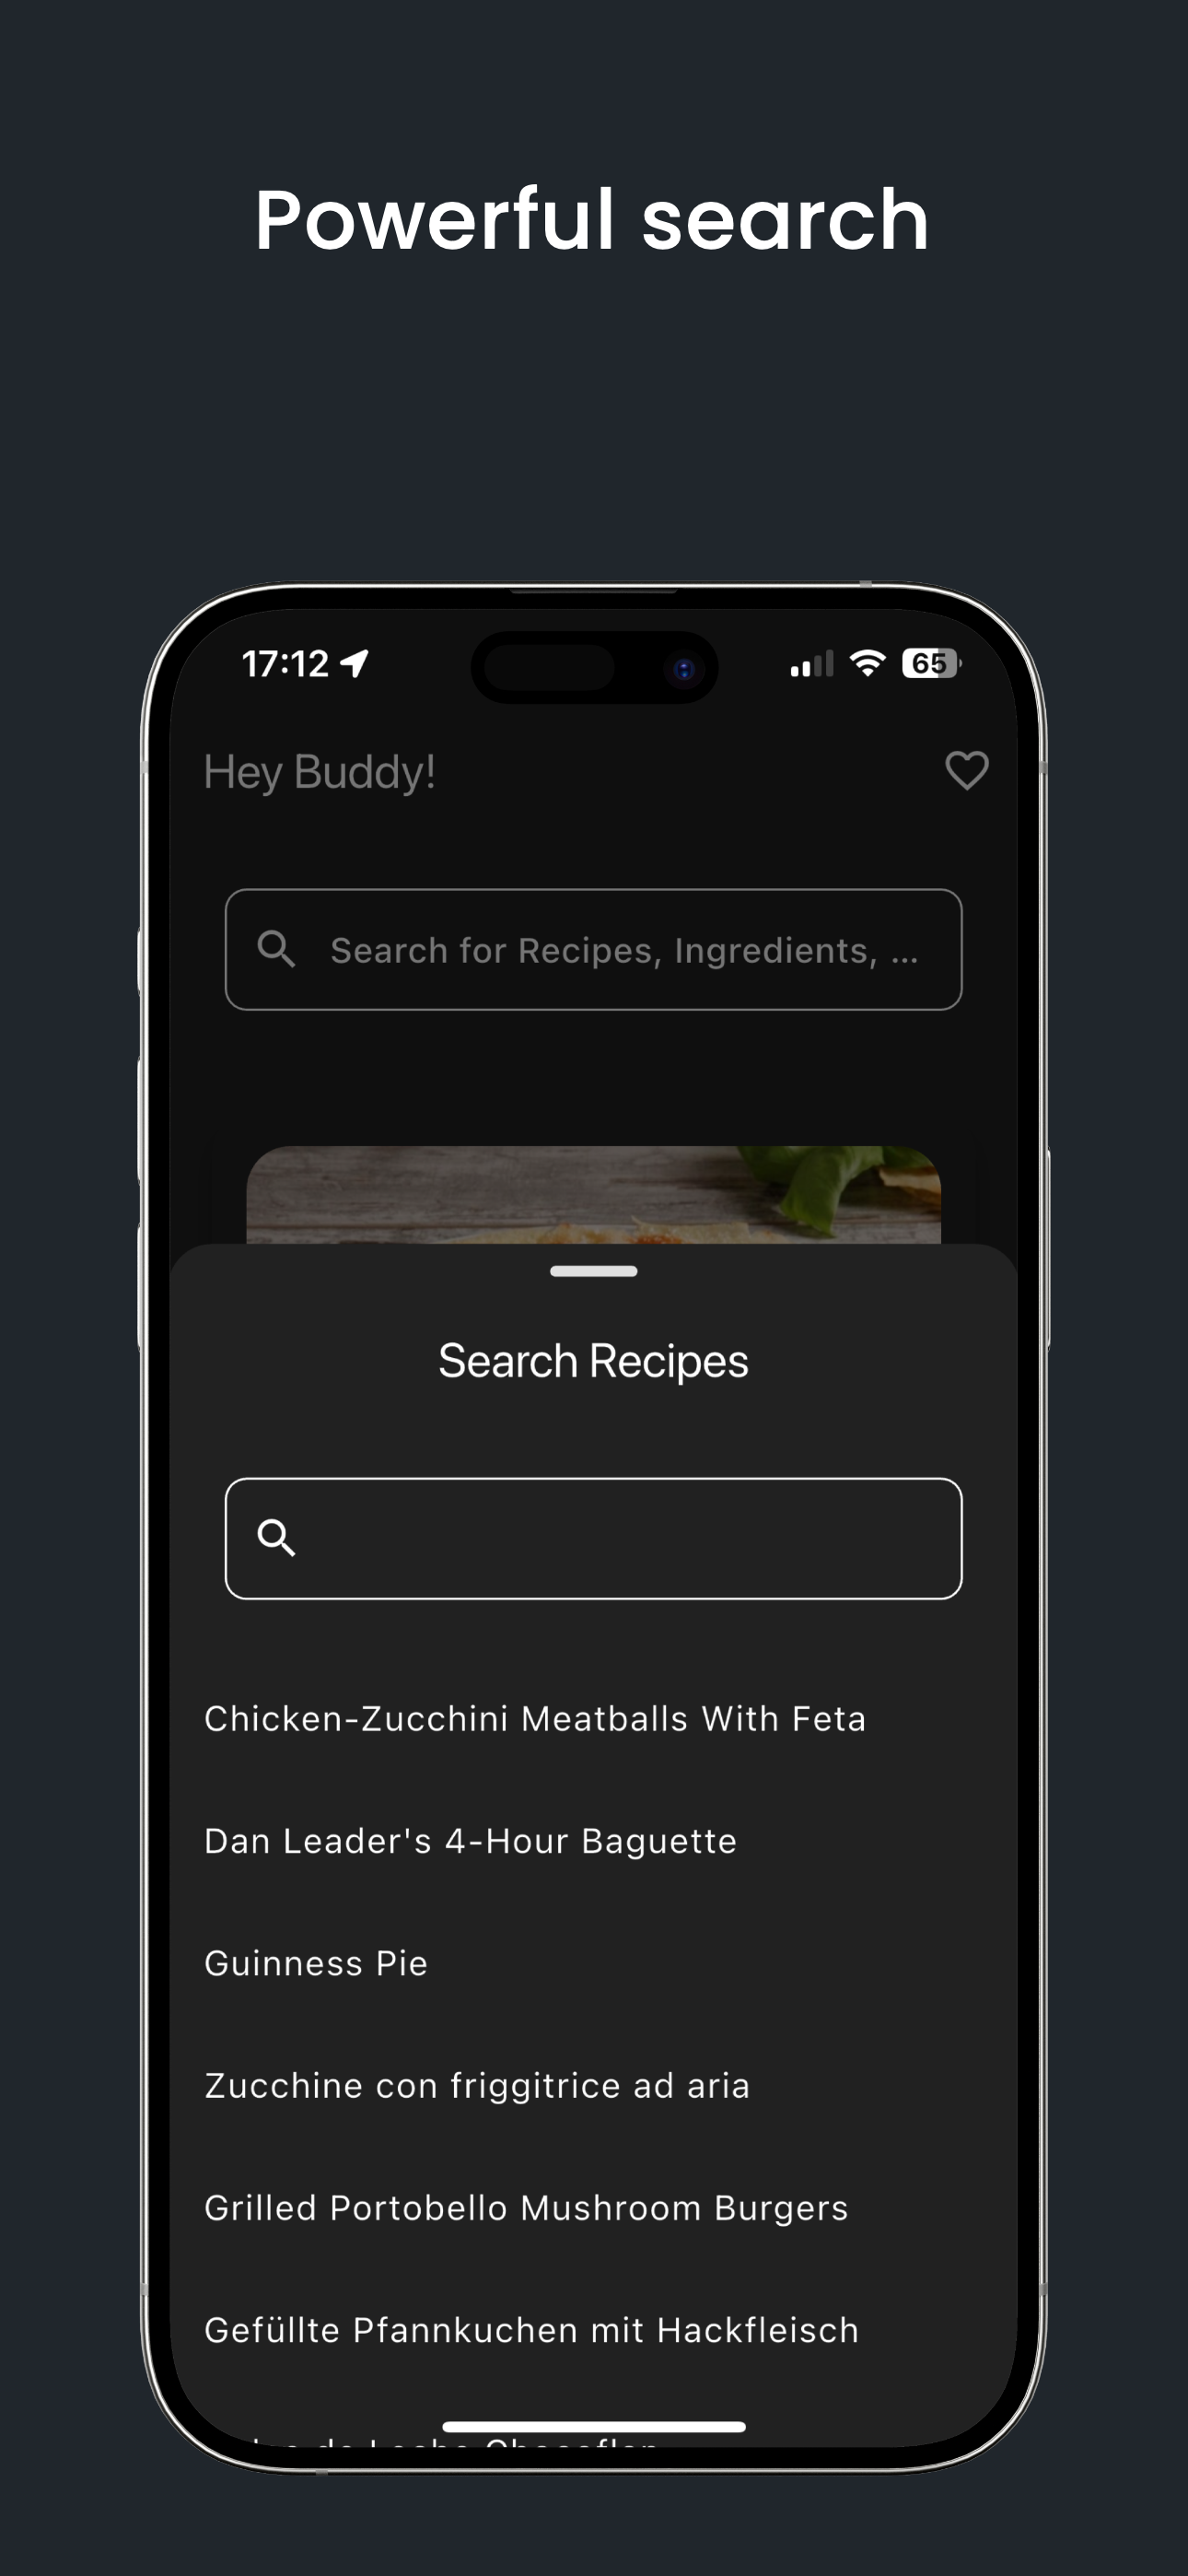 Powerful search
17:12
65
Hey Buddy!
Search for Recipes, Ingredients, ...
Search Recipes
Chicken-Zucchini Meatballs With Feta
Dan Leader's 4-Hour Baguette
Guinness Pie
Zucchine con friggitrice ad aria
Grilled Portobello Mushroom Burgers
Gefüllte Pfannkuchen mit Hackfleisch